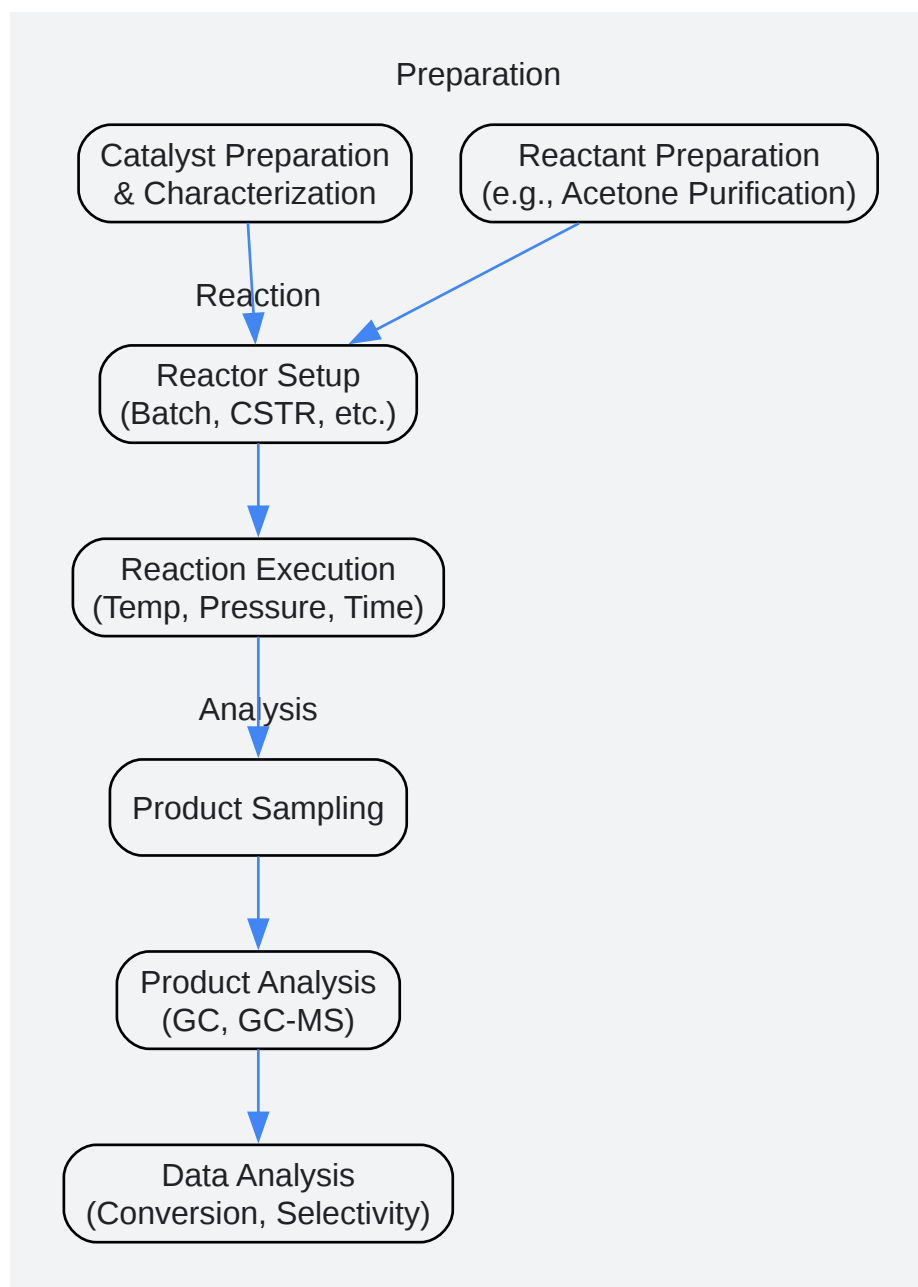 Preparation
Catalyst Preparation
& Characterization
Reactant Preparation
(e.g., Acetone Purification)
Reaction
Reactor Setup
(Batch, CSTR, etc.)
Reaction Execution
(Temp, Pressure, Time)
Analysis
Product Sampling
Product Analysis
(GC, GC-MS)
Data Analysis
(Conversion, Selectivity)